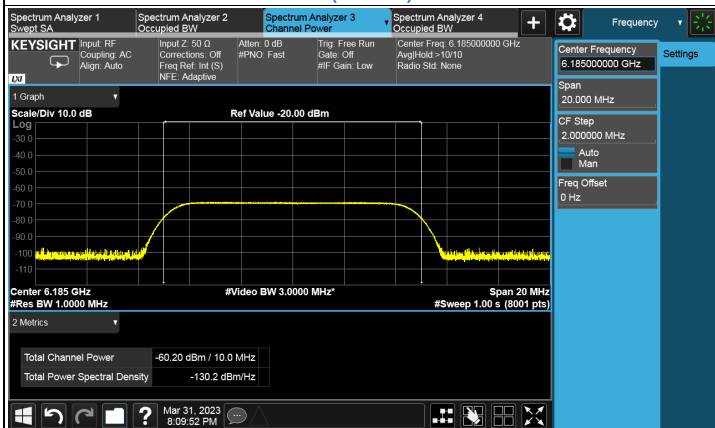 Spectrum Analyzer 1
Swept SA
Spectrum Analyzer 2
Occupied BW
Spectrum Analyzer 3
Channel Power
Spectrum Analyzer 4
Occupied BW
+
Frequency
KEYSIGHT
LXI
Input: RF
Coupling: AC
Align: Auto
Input Z: 50 Ω
Corrections: Off
Freq Ref: Int (S)
NFE: Adaptive
Atten: 0 dB
#PNO: Fast
Trig: Free Run
Gate: Off
#IF Gain: Low
Center Freq: 6.185000000 GHz
Avg|Hold:>10/10
Radio Std: None
Center Frequency
6.185000000 GHz
Settings
Span
20.000 MHz
CF Step
2.000000 MHz
Auto
Man
Freq Offset
0 Hz
1 Graph
Scale/Div 10.0 dB
Ref Value -20.00 dBm
Log
-30.0
-40.0
-50.0
-60.0
-70.0
-80.0
-90.0
-100
-110
Center 6.185 GHz
#Video BW 3.0000 MHz*
Span 20 MHz
#Res BW 1.0000 MHz
#Sweep 1.00 s (8001 pts)
2 Metrics
Total Channel Power -60.20 dBm / 10.0 MHz
Total Power Spectral Density -130.2 dBm/Hz
?
Mar 31, 2023
8:09:52 PM